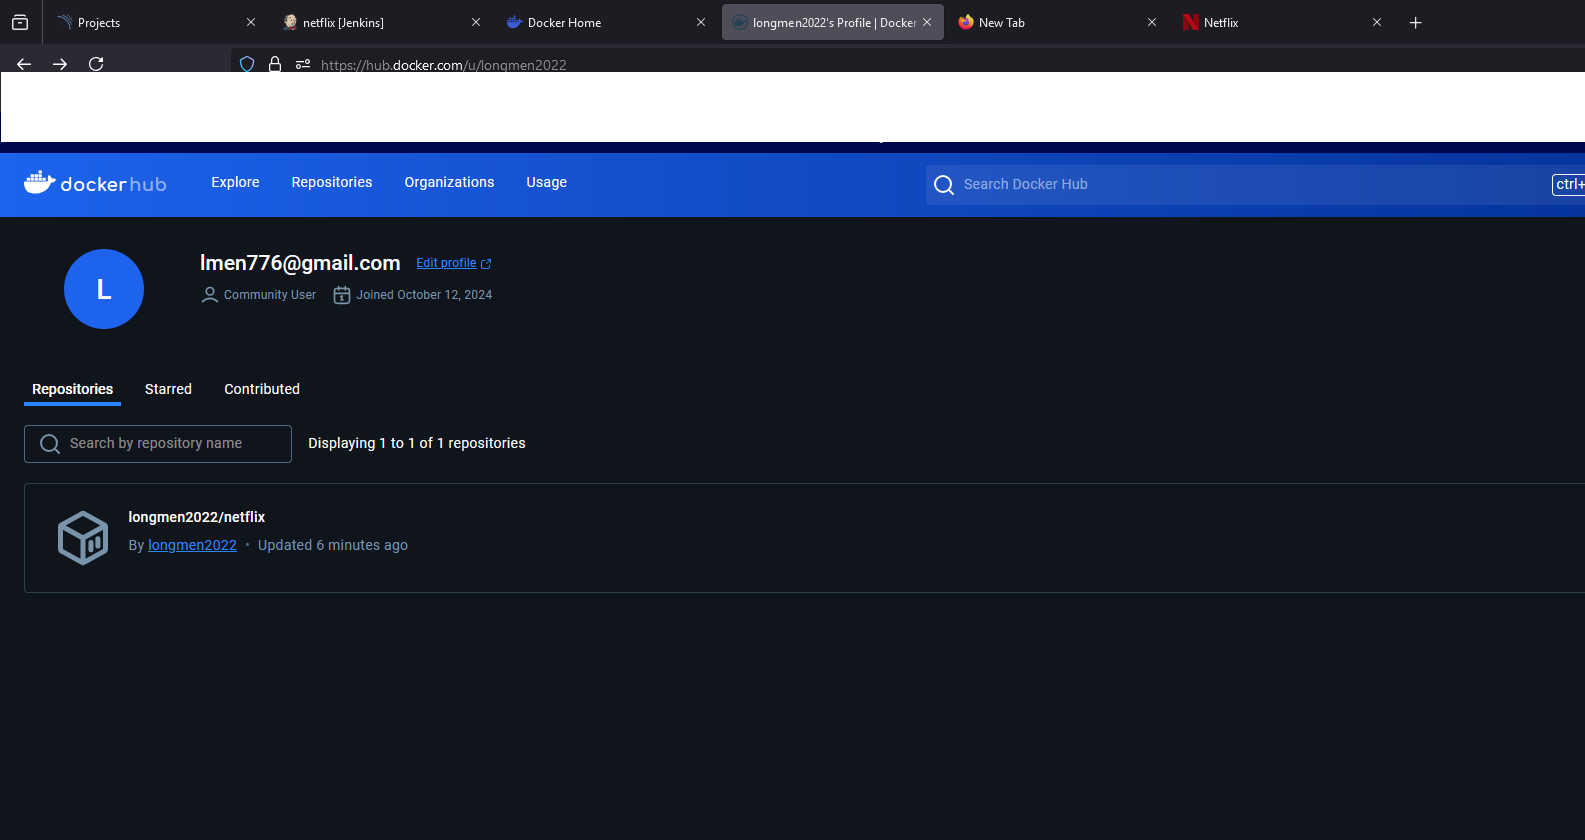 Projects
netflix [Jenkins]
Docker Home
longmen2022's Profile | Docker
New Tab
Netflix
https://hub.docker.com/u/longmen2022
dockerhub
Explore
Repositories
Organizations
Usage
Search Docker Hub
ctrl+
L
lmen776@gmail.com
Edit profile
Community User
1
Joined October 12, 2024
Repositories
Starred
Contributed
Search by repository name
Displaying 1 to 1 of 1 repositories
longmen2022/netflix
By longmen2022 • Updated 6 minutes ago